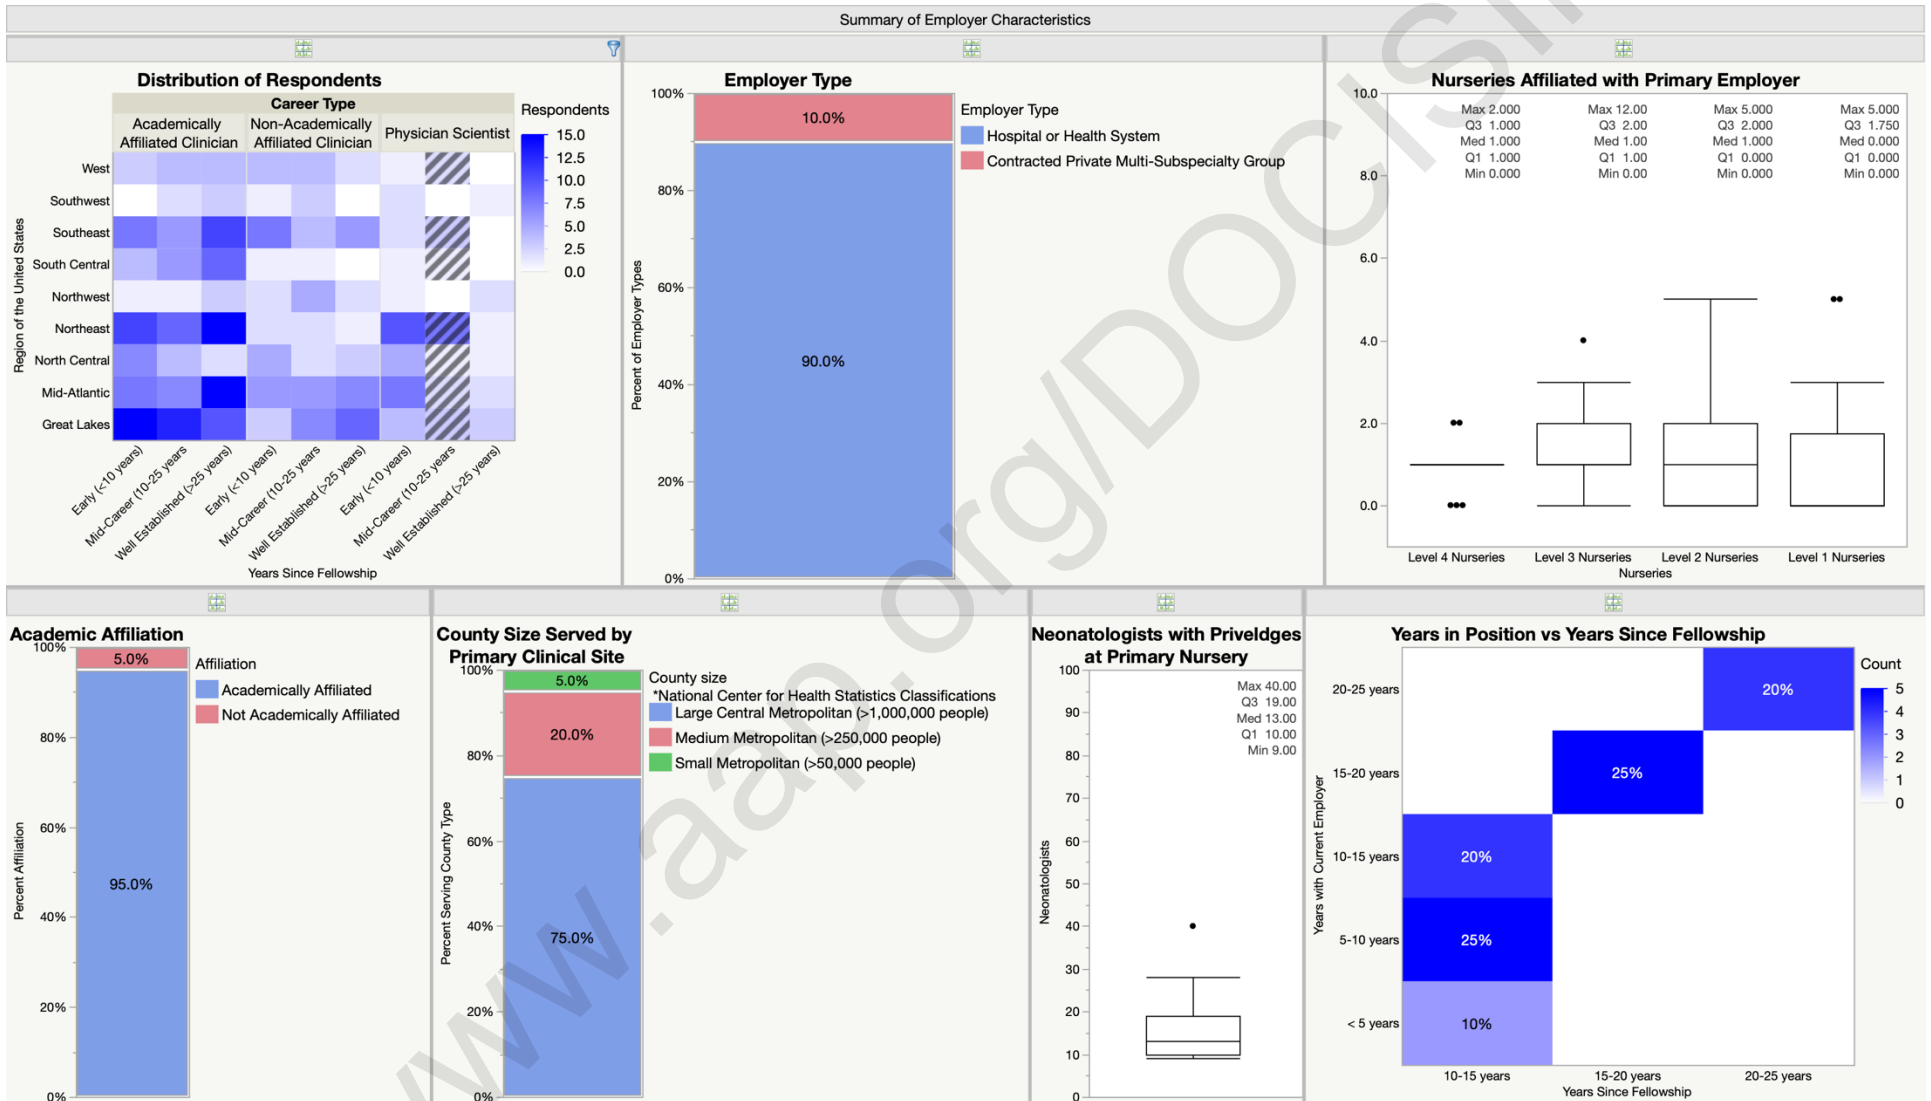 Summary of Employer Characteristics
Distribution of Respondents
Career Type
Academically
Affiliated Clinician
Non-Academically
Affiliated Clinician
Physician Scientist
Respondents
15.0
12.5
10.0
7.5
5.0
2.5
0.0
Region of the United States
West
Southwest
Southeast
South Central
Northwest
Northeast
North Central
Mid-Atlantic
Great Lakes
Early (<10 years)
Mid-Career (10-25 years
Well Established (>25 years)
Early (<10 years)
Mid-Career (10-25 years
Well Established (>25 years)
Early (<10 years)
Mid-Career (10-25 years
Well Established (>25 years)
Years Since Fellowship
Employer Type
Percent of Employer Types
100%
80%
60%
40%
20%
0%
10.0%
90.0%
Employer Type
Hospital or Health System
Contracted Private Multi-Subspecialty Group
Nurseries Affiliated with Primary Employer
10.0
8.0
6.0
4.0
2.0
0.0
Max 2.000
Q3 1.000
Med 1.000
Q1 1.000
Min 0.000
Max 12.00
Q3 2.00
Med 1.00
Q1 1.00
Min 0.00
Max 5.000
Q3 2.000
Med 1.000
Q1 0.000
Min 0.000
Max 5.000
Q3 1.750
Med 0.000
Q1 0.000
Min 0.000
Level 4 Nurseries
Level 3 Nurseries
Level 2 Nurseries
Level 1 Nurseries
Nurseries
Academic Affiliation
Percent Affiliation
100%
80%
60%
40%
20%
0%
5.0%
95.0%
Affiliation
Academically Affiliated
Not Academically Affiliated
County Size Served by
Primary Clinical Site
Percent Serving County Type
100%
80%
60%
40%
20%
0%
5.0%
20.0%
75.0%
County size
*National Center for Health Statistics Classifications
Large Central Metropolitan (>1,000,000 people)
Medium Metropolitan (>250,000 people)
Small Metropolitan (>50,000 people)
Neonatologists with Priveldges
at Primary Nursery
Neonatologists
100
90
80
70
60
50
40
30
20
10
0
Max 40.00
Q3 19.00
Med 13.00
Q1 10.00
Min 9.00
Years in Position vs Years Since Fellowship
Years with Current Employer
20-25 years
15-20 years
10-15 years
5-10 years
< 5 years
20%
25%
20%
25%
10%
10-15 years
15-20 years
20-25 years
Years Since Fellowship
Count
5
4
3
2
1
0